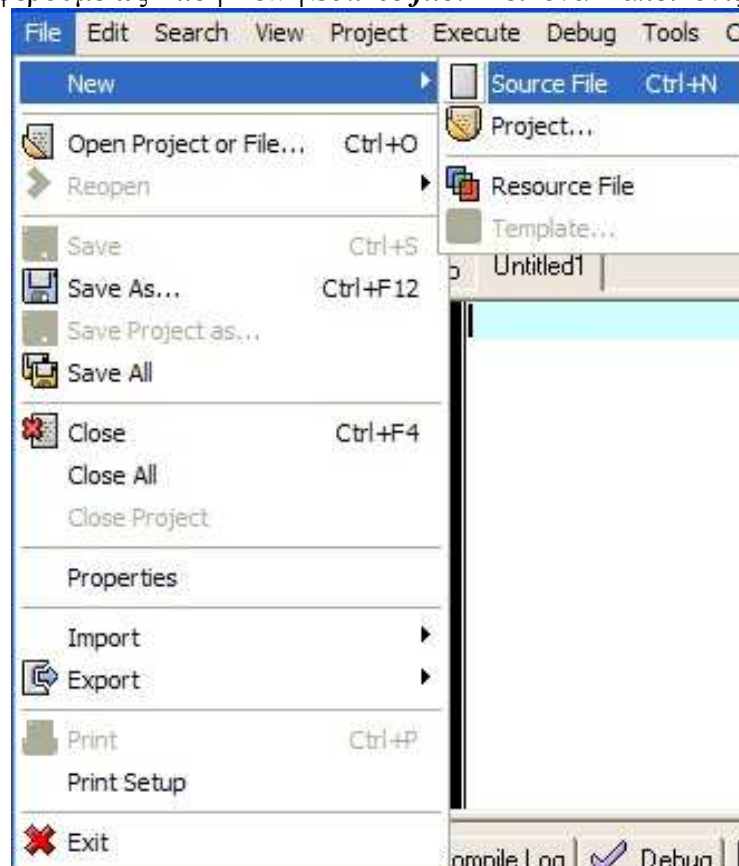 File Edit Search View Project Execute Debug Tools
New
Source File Ctrl+N
Project...
Resource File
Template...
Open Project or File... Ctrl+O
Reopen
Save Ctrl+S
Save As... Ctrl+F12
Save Project as...
Save All
Close Ctrl+F4
Close All
Close Project
Properties
Import
Export
Print Ctrl+P
Print Setup
Exit
Untitled1
Log Debug